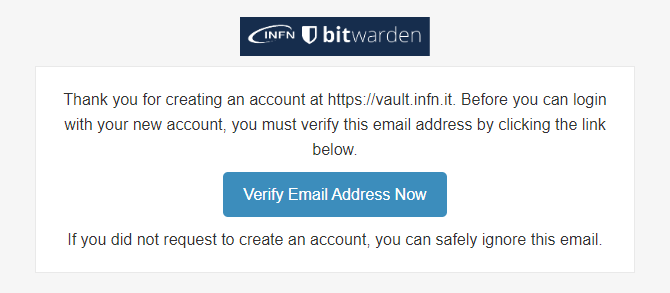 INFN bitwarden
Thank you for creating an account at https://vault.infn.it. Before you can login
with your new account, you must verify this email address by clicking the link
below.
Verify Email Address Now
If you did not request to create an account, you can safely ignore this email.